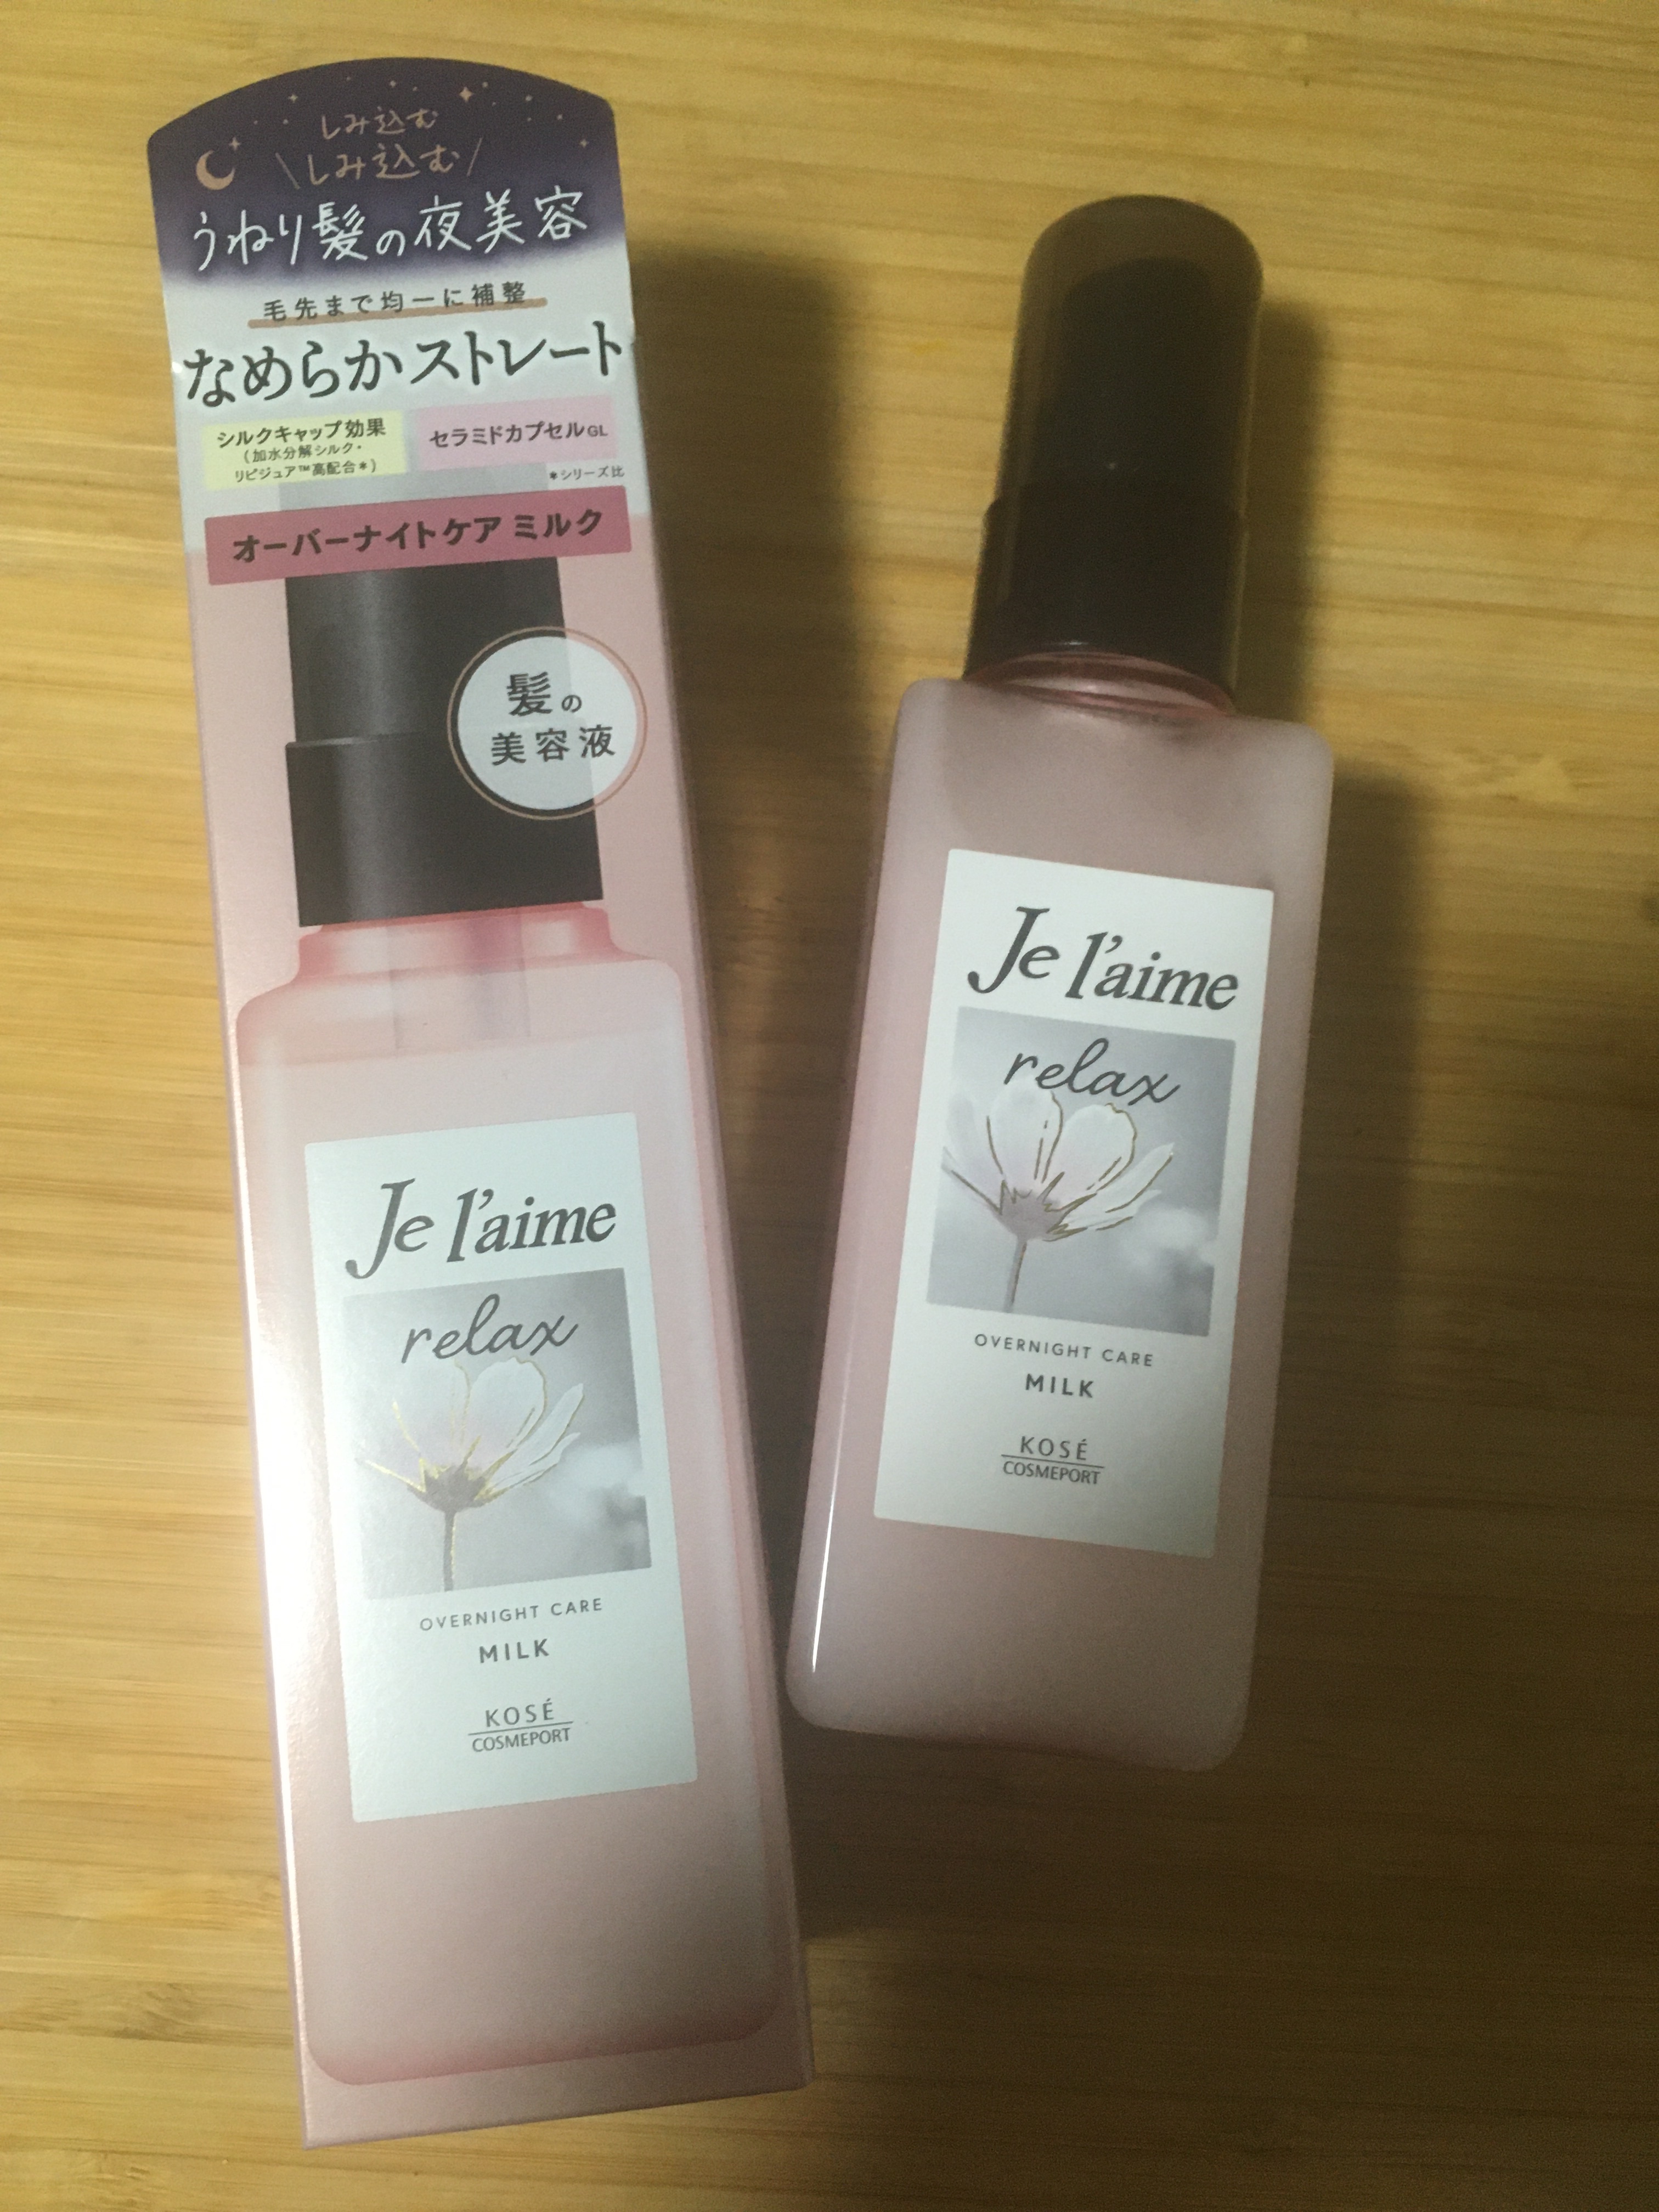 しみ込む
\しみ込む/
うねり髪の夜美容
毛先まで均一に補整
なめらかストレート
シルクキャップ効果
(加水分解シルク・
リピジュア™高配合*)
セラミドカプセルGL
*シリーズ比
オーバーナイトケア ミルク
髪の
美容液
Je l'aime
relax
OVERNIGHT CARE
MILK
KOSÉ
COSMEPORT
Je l'aime
relax
OVERNIGHT CARE
MILK
KOSÉ
COSMEPORT